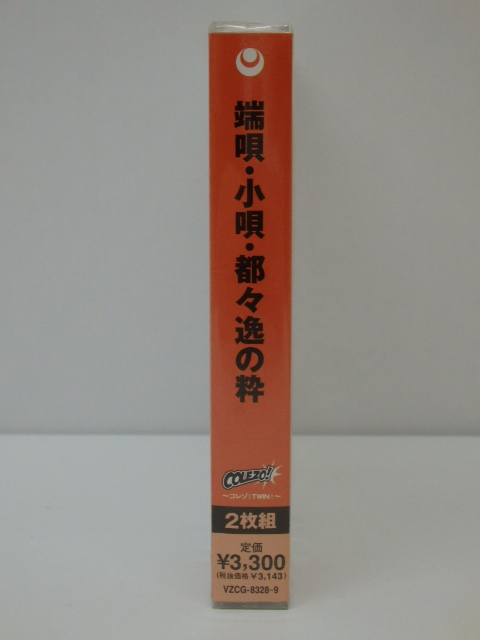 端唄・小唄・都々逸の粋
COLEZO!!
～コレゾ!TWIN!～
2枚組
定価
¥3,300
(税抜価格 ¥3,143)
VZCG-8328-9